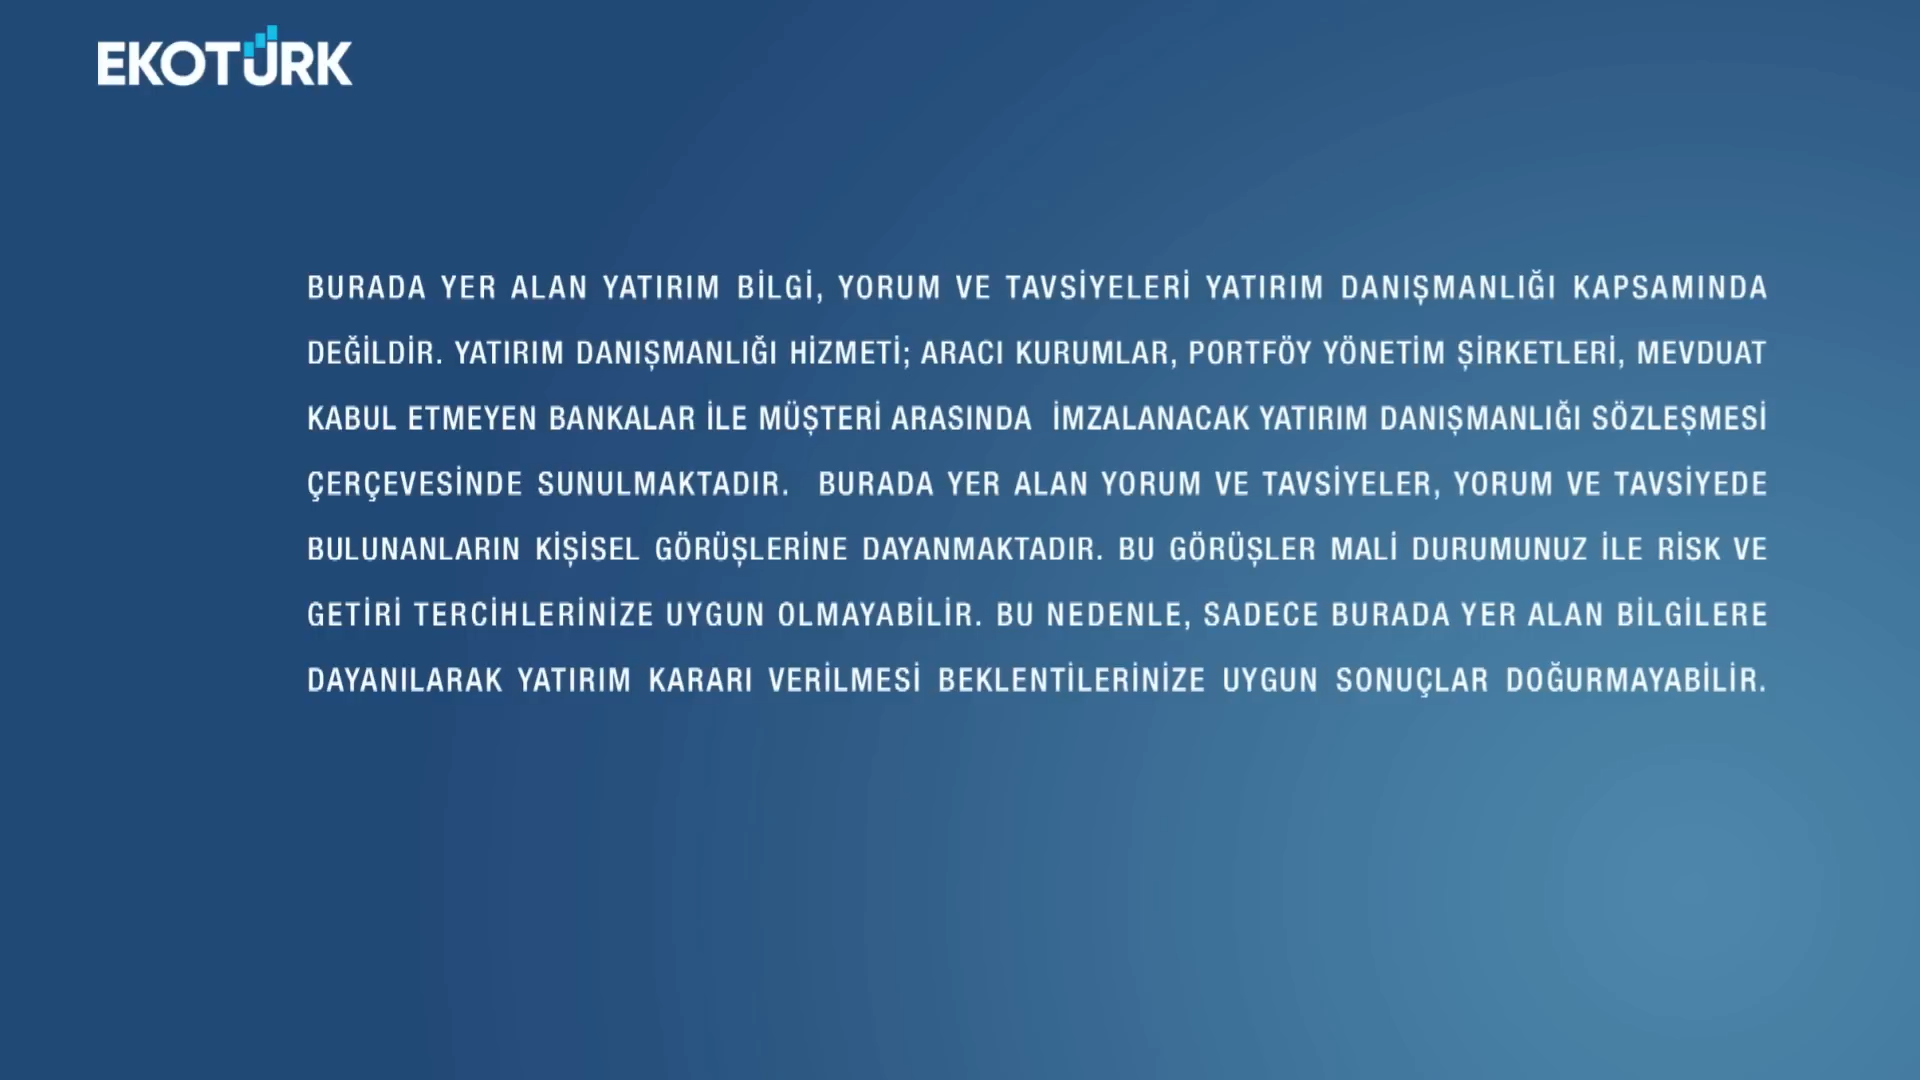 EKOTÜRK
BURADA YER ALAN YATIRIM BİLGİ, YORUM VE TAVSİYELERİ YATIRIM DANIŞMANLIĞI KAPSAMINDA
DEĞİLDİR. YATIRIM DANIŞMANLIĞI HİZMETİ; ARACI KURUMLAR, PORTFÖY YÖNETİM ŞİRKETLERİ, MEVDUAT
KABUL ETMEYEN BANKALAR İLE MÜŞTERİ ARASINDA İMZALANACAK YATIRIM DANIŞMANLIĞI SÖZLEŞMESİ
ÇERÇEVESİNDE SUNULMAKTADIR. BURADA YER ALAN YORUM VE TAVSİYELER, YORUM VE TAVSİYEDE
BULUNANLARIN KİŞİSEL GÖRÜŞLERİNE DAYANMAKTADIR. BU GÖRÜŞLER MALİ DURUMUNUZ İLE RİSK VE
GETİRİ TERCİHLERİNİZE UYGUN OLMAYABİLİR. BU NEDENLE, SADECE BURADA YER ALAN BİLGİLERE
DAYANILARAK YATIRIM KARARI VERİLMESİ BEKLENTİLERİNİZE UYGUN SONUÇLAR DOĞURMAYABİLİR.